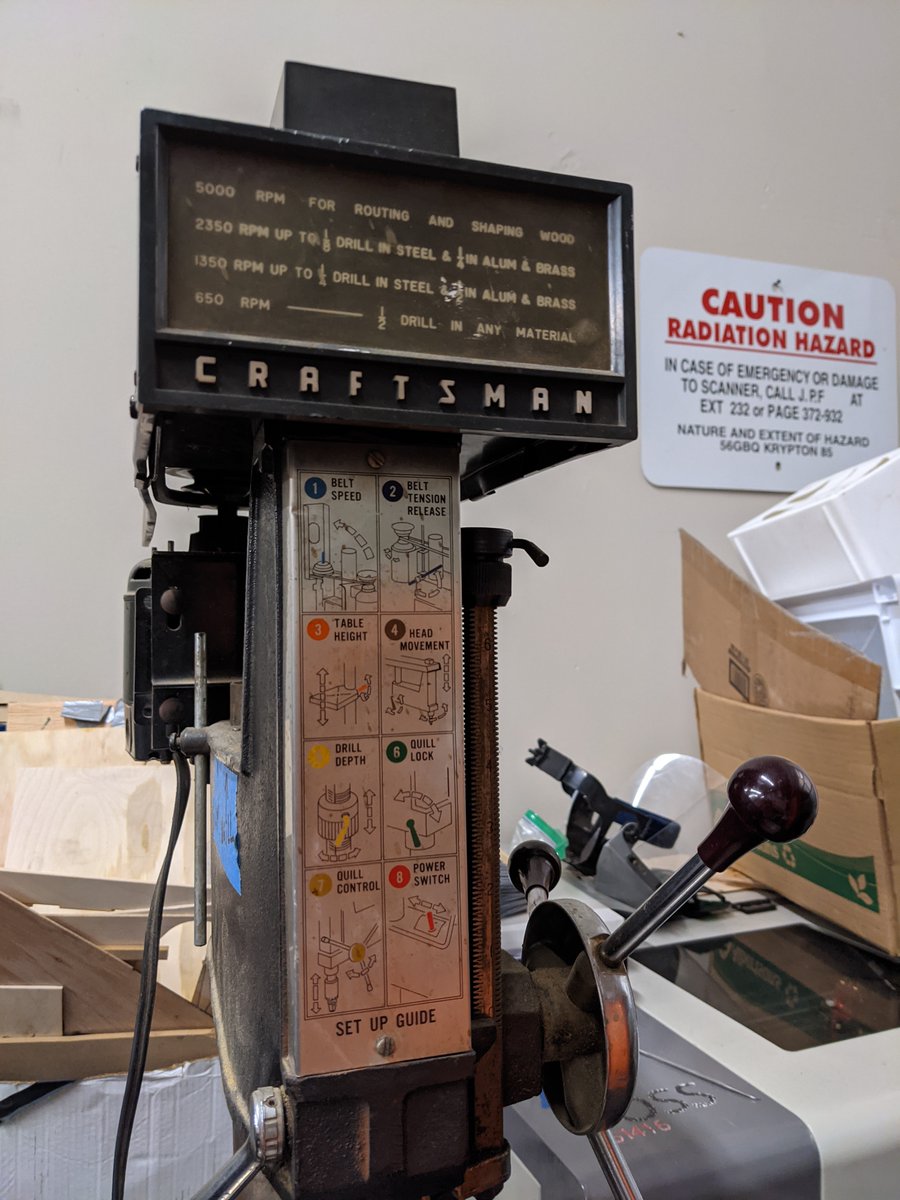 5000 RPM FOR ROUTING AND SHAPING WOOD
2350 RPM UP TO 1/8 DRILL IN STEEL & 1/4 IN ALUM & BRASS
1350 RPM UP TO 1/4 DRILL IN STEEL & IN ALUM & BRASS
650 RPM 1/2 DRILL IN ANY MATERIAL
CRAFTSMAN
1 BELT SPEED
2 BELT TENSION RELEASE
3 TABLE HEIGHT
4 HEAD MOVEMENT
DRILL DEPTH
6 QUILL LOCK
7 QUILL CONTROL
8 POWER SWITCH
SET UP GUIDE
6
CAUTION
RADIATION HAZARD
IN CASE OF EMERGENCY OR DAMAGE
TO SCANNER, CALL J.P.F AT
EXT 232 or PAGE 372-932
NATURE AND EXTENT OF HAZARD
56GBQ KRYPTON 85
OSS